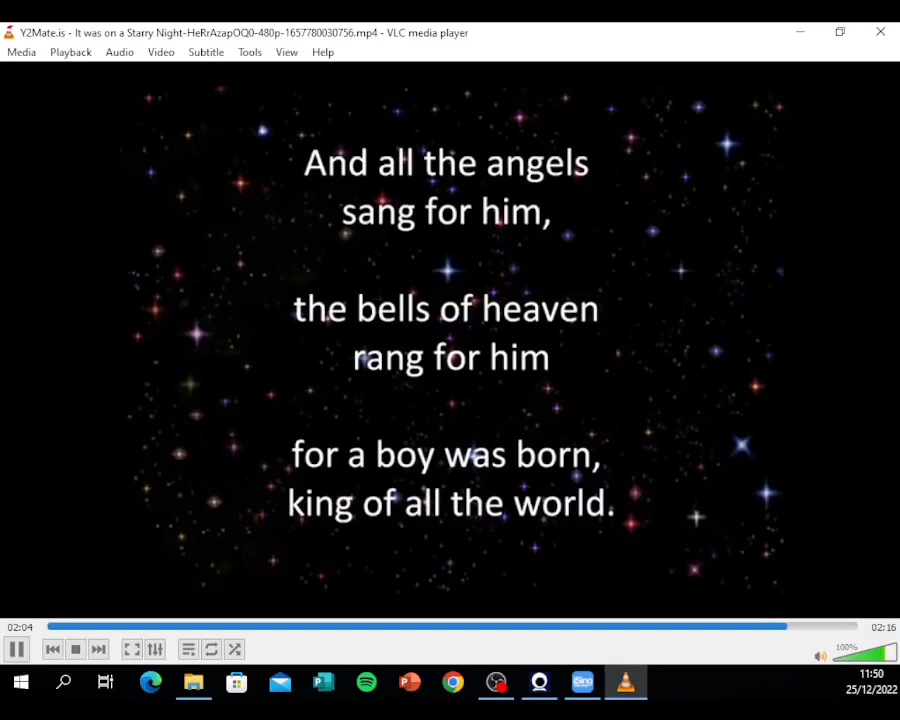 Y2Mate.is - It was on a Starry Night-HeRrAzapOQ0-480p-1657780030756.mp4 - VLC media player
Media Playback Audio Video Subtitle Tools View Help
And all the angels
sang for him,
the bells of heaven
rang for him
for a boy was born,
king of all the world.
02:04 02:16
100%
iSing
11:50
25/12/2022